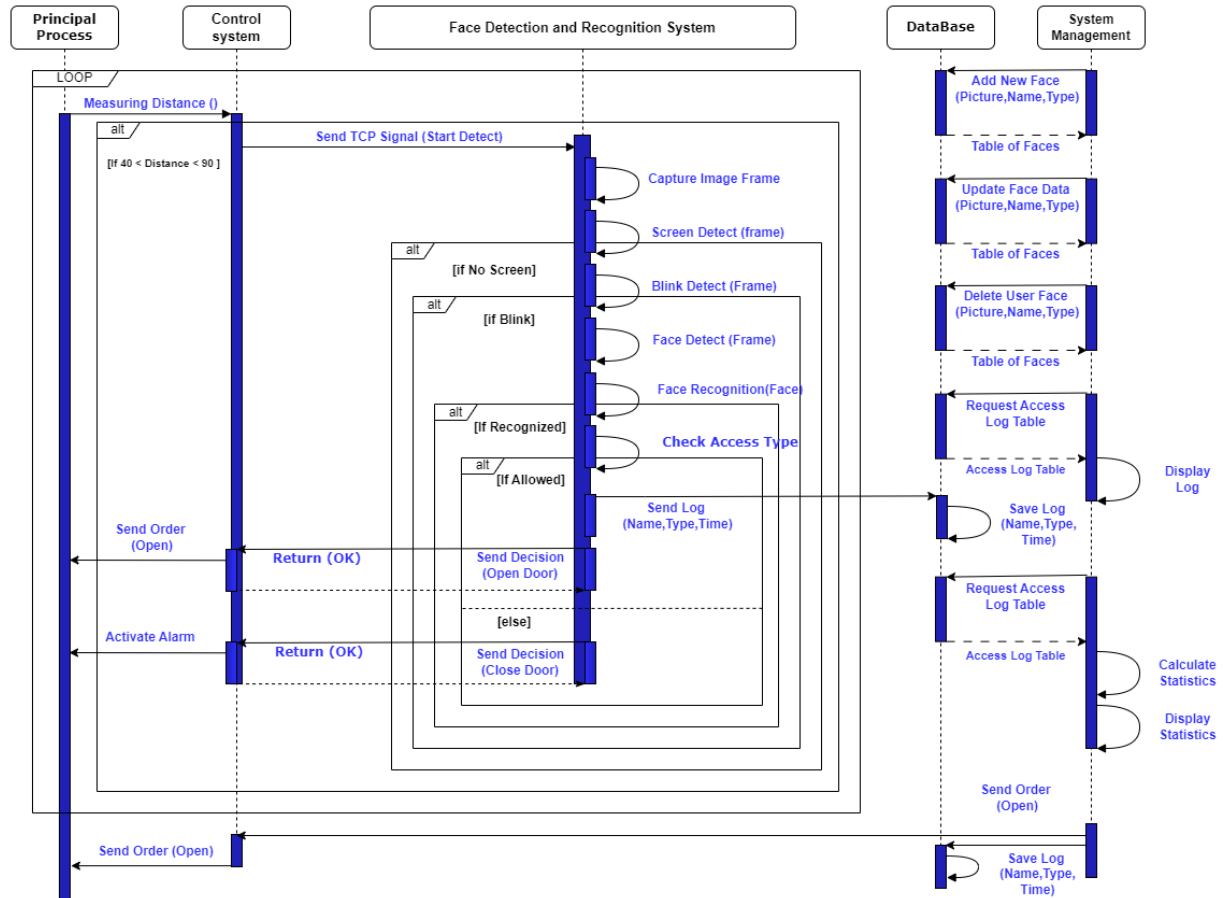 Principal
Process
Control
system
Face Detection and Recognition System
DataBase
System
Management
LOOP
Measuring Distance ()
alt
[If 40 < Distance < 90 ]
Send TCP Signal (Start Detect)
Capture Image Frame
Screen Detect (frame)
alt
[if No Screen]
Blink Detect (Frame)
alt
[if Blink]
Face Detect (Frame)
Face Recognition(Face)
alt
[If Recognized]
Check Access Type
alt
[If Allowed]
Send Log
(Name,Type,Time)
Save Log
(Name,Type,
Time)
Send Order
(Open)
Return (OK)
Send Decision
(Open Door)
[else]
Activate Alarm
Return (OK)
Send Decision
(Close Door)
Add New Face
(Picture,Name,Type)
Table of Faces
Update Face Data
(Picture,Name,Type)
Table of Faces
Delete User Face
(Picture,Name,Type)
Table of Faces
Request Access
Log Table
Access Log Table
Display
Log
Request Access
Log Table
Access Log Table
Calculate
Statistics
Display
Statistics
Send Order
(Open)
Send Order (Open)
Save Log
(Name,Type,
Time)